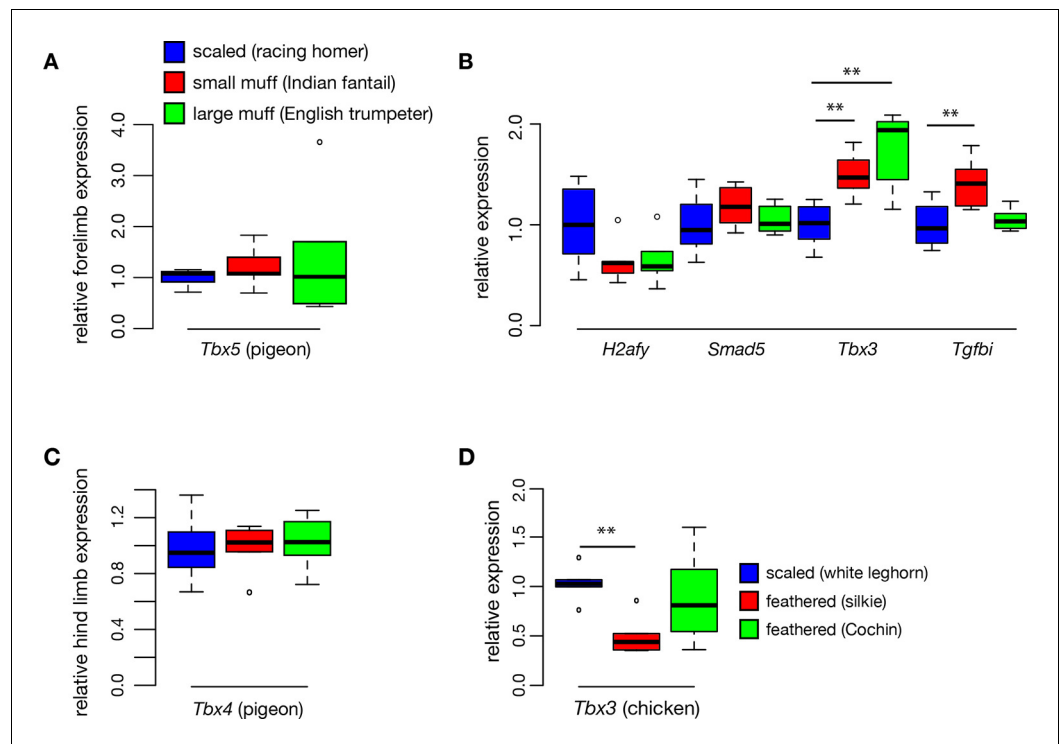 A
scaled (racing homer)
small muff (Indian fantail)
large muff (English trumpeter)
relative forelimb expression
4.0
3.0
2.0
1.0
0.0
Tbx5 (pigeon)
B
relative expression
2.0
1.0
0.0
**
**
**
H2afy
Smad5
Tbx3
Tgfbi
C
relative hind limb expression
1.2
0.8
0.4
0.0
Tbx4 (pigeon)
D
relative expression
2.0
1.5
1.0
0.5
0.0
**
Tbx3 (chicken)
scaled (white leghorn)
feathered (silkie)
feathered (Cochin)